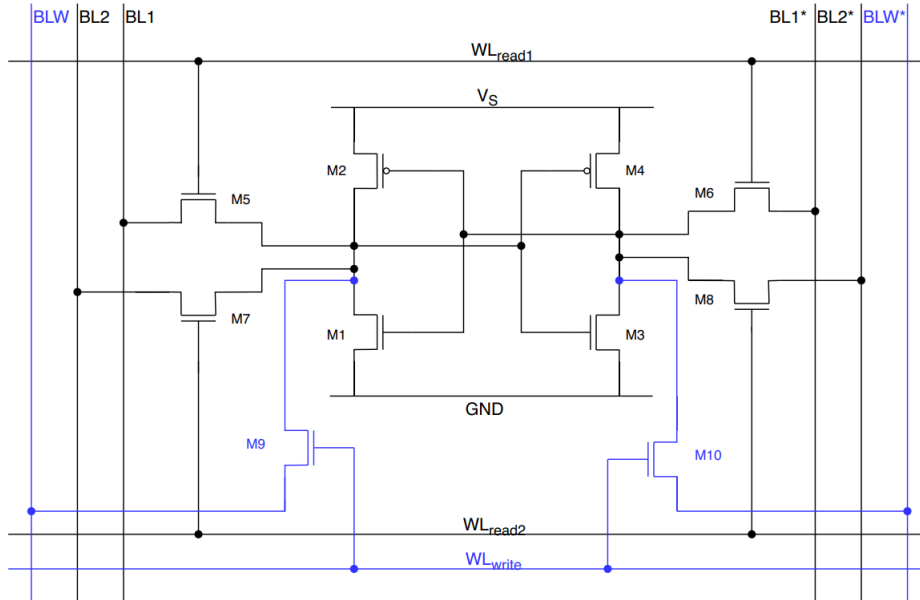 BLW BL2 BL1 BL1* BL2* BLW*
WLread1
VS
M2 M4
M5 M6
M7 M8
M1 M3
GND
M9 M10
WLread2
WLwrite